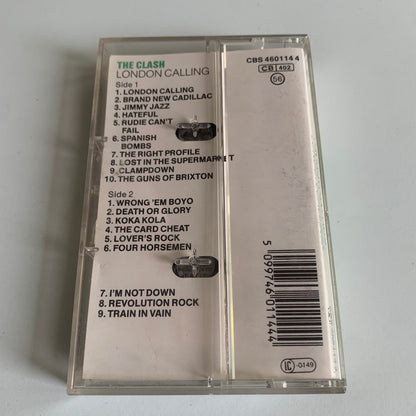 THE CLASH
LONDON CALLING
Side 1
1. LONDON CALLING
2. BRAND NEW CADILLAC
3. JIMMY JAZZ
4. HATEFUL
5. RUDIE CAN'T
FAIL
6. SPANISH
BOMBS
7. THE RIGHT PROFILE
8. LOST IN THE SUPERMARKET
9. CLAMPDOWN
10. THE GUNS OF BRIXTON
Side 2
1. WRONG 'EM BOYO
2. DEATH OR GLORY
3. KOKA KOLA
4. THE CARD CHEAT
5. LOVER'S ROCK
6. FOUR HORSEMEN
7. I'M NOT DOWN
8. REVOLUTION ROCK
9. TRAIN IN VAIN
CBS 460114 4
CB 402
56
5 099746 011444
LC 0149